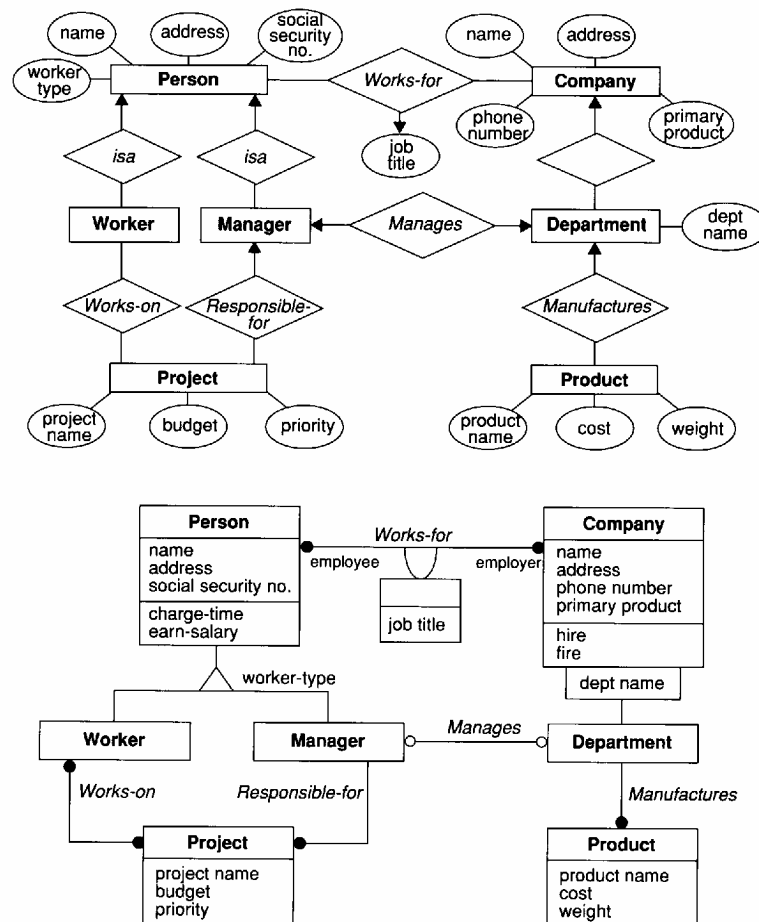 name
address
social
security
no.
name
address
worker
type
Person
Works-for
Company
phone
number
primary
product
isa
isa
job
title
Worker
Manager
Manages
Department
dept
name
Works-on
Responsible-
for
Manufactures
Project
Product
project
name
budget
priority
product
name
cost
weight
Person
name
address
social security no.
charge-time
earn-salary
Works-for
employee
employer
job title
Company
name
address
phone number
primary product
hire
fire
dept name
worker-type
Worker
Manager
Manages
Department
Works-on
Responsible-for
Manufactures
Project
project name
budget
priority
Product
product name
cost
weight